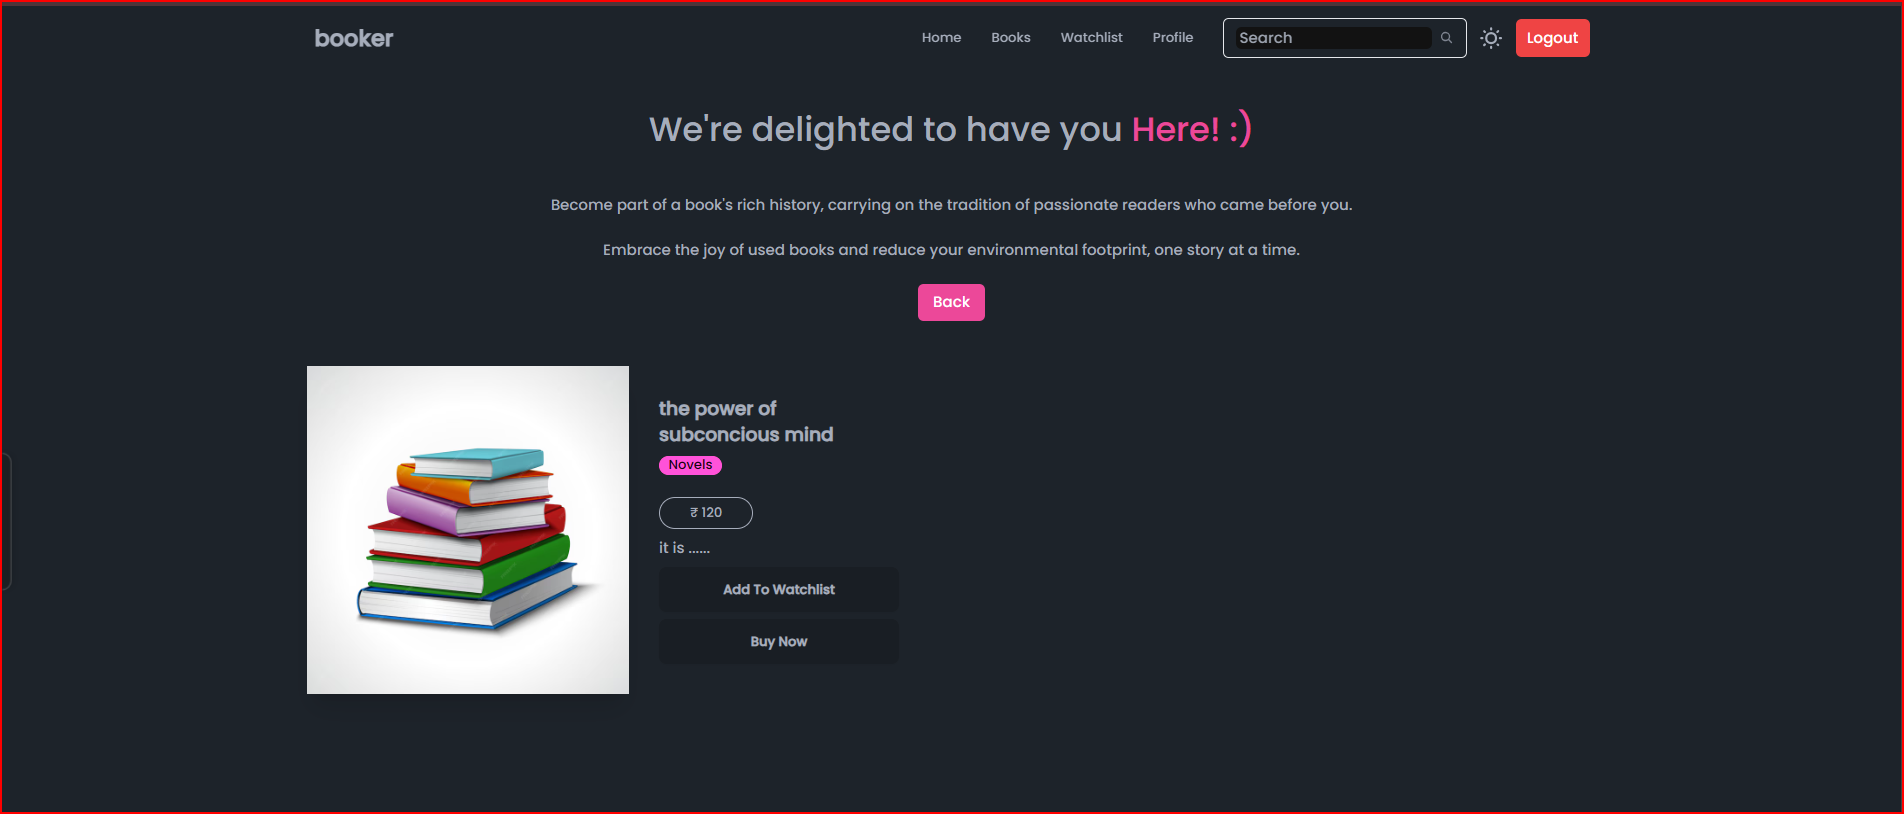 booker
Home Books Watchlist Profile Search Logout
We're delighted to have you Here! :)
Become part of a book's rich history, carrying on the tradition of passionate readers who came before you.
Embrace the joy of used books and reduce your environmental footprint, one story at a time.
Back
the power of
subconcious mind
Novels
₹ 120
it is ......
Add To Watchlist
Buy Now